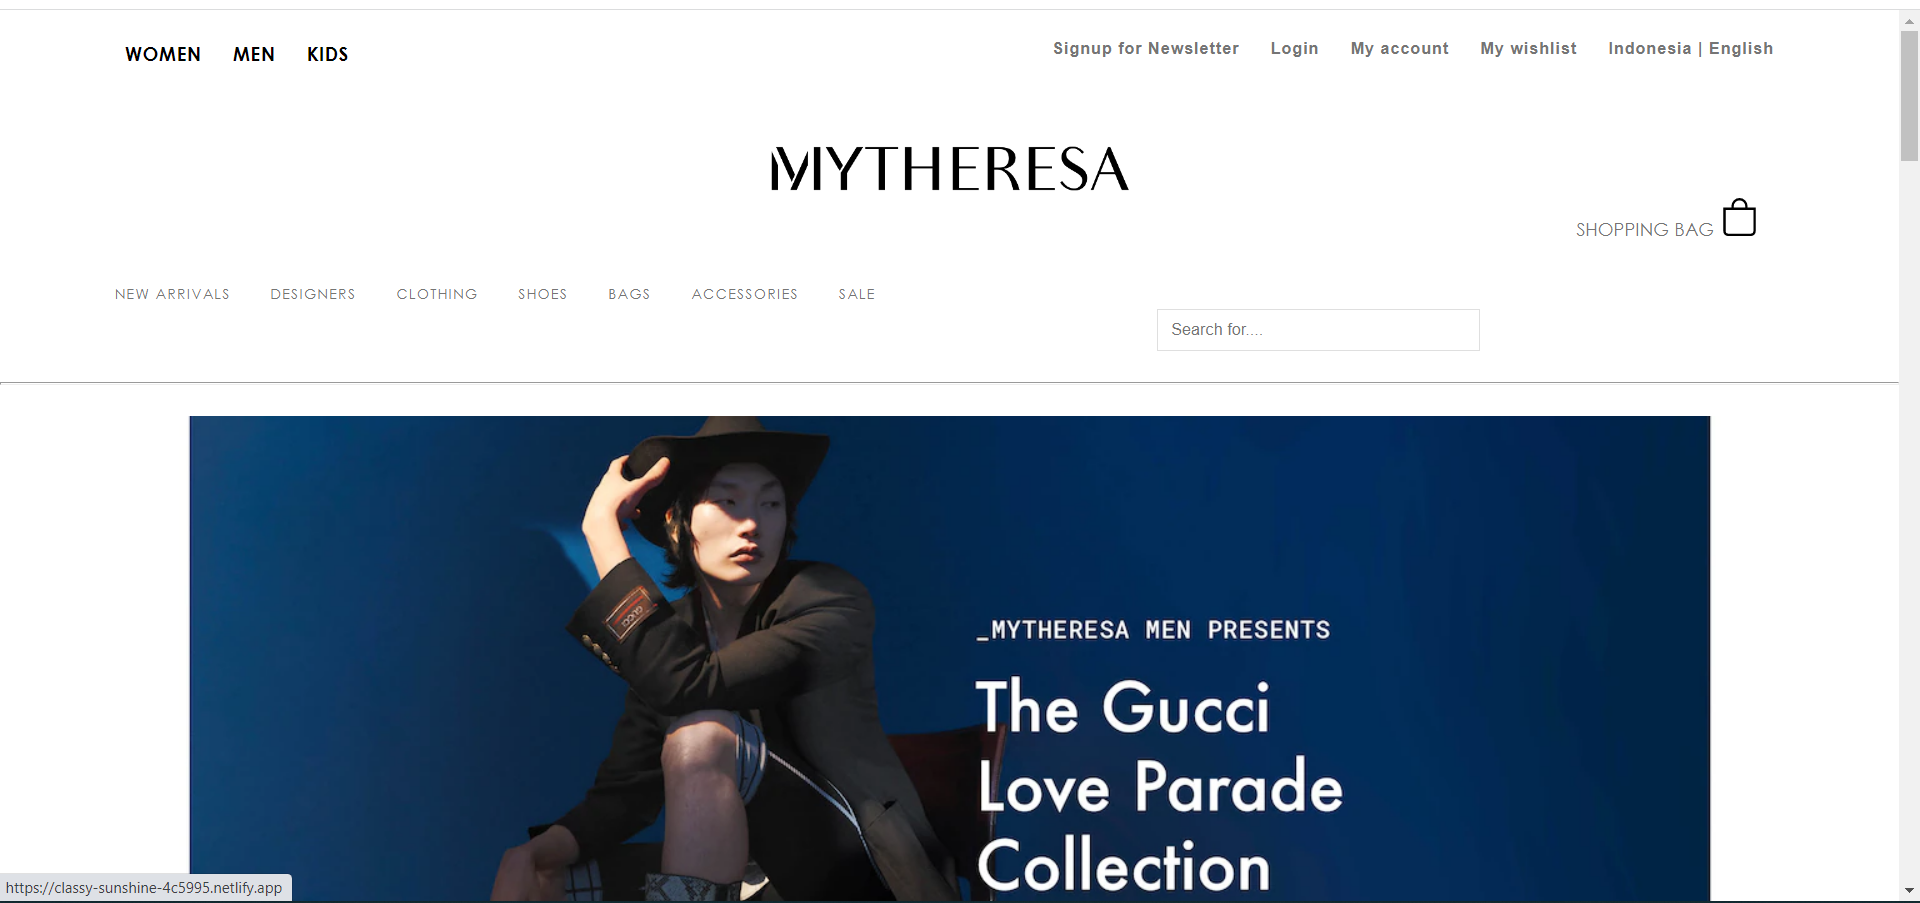 WOMEN MEN KIDS
Signup for Newsletter Login My account My wishlist Indonesia | English
MYTHERESA
SHOPPING BAG
NEW ARRIVALS DESIGNERS CLOTHING SHOES BAGS ACCESSORIES SALE
Search for....
GUCCI
_MYTHERESA MEN PRESENTS
The Gucci
Love Parade
Collection
https://classy-sunshine-4c5995.netlify.app